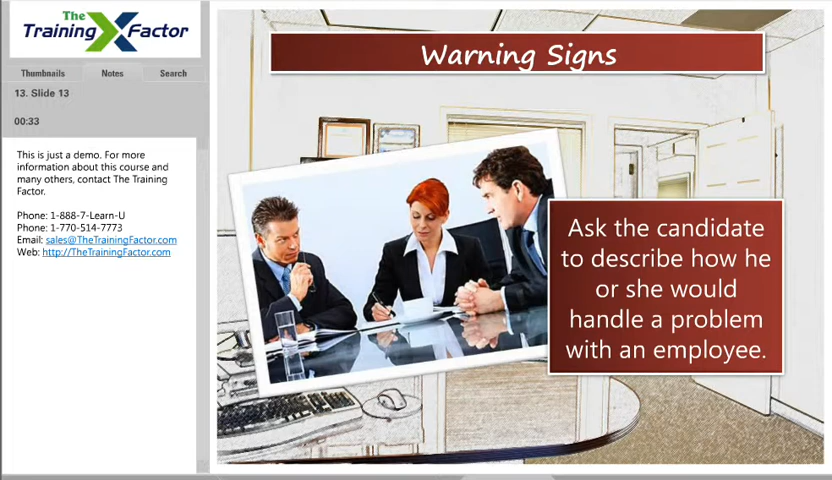 The
Training Factor
Thumbnails
Notes
Search
13. Slide 13
00:33
This is just a demo. For more
information about this course and
many others, contact The Training
Factor.
Phone: 1-888-7-Learn-U
Phone: 1-770-514-7773
Email: sales@TheTrainingFactor.com
Web: http://TheTrainingFactor.com
Warning Signs
Ask the candidate
to describe how he
or she would
handle a problem
with an employee.